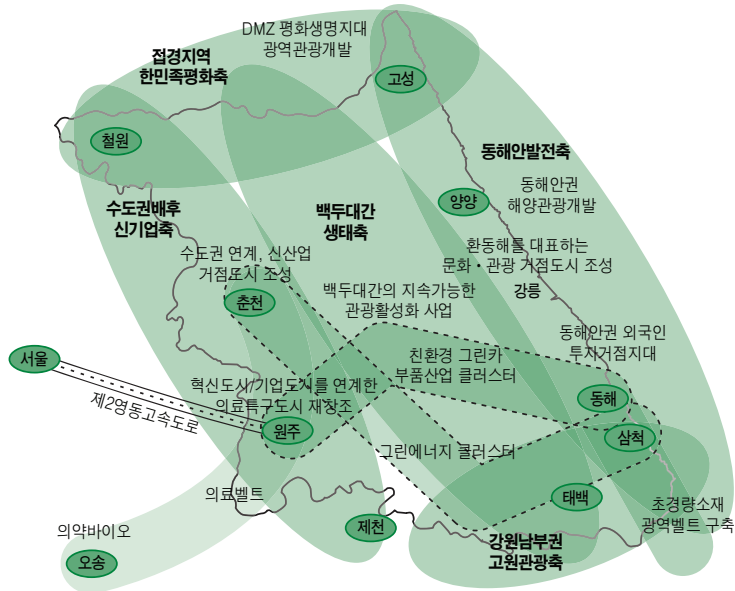 DMZ 평화생명지대
광역관광개발
접경지역
한민족평화축
고성
철원
동해안발전축
동해안권
해양관광개발
양양
수도권배후
신기업축
백두대간
생태축
환동해를 대표하는
문화・관광 거점도시 조성
강릉
수도권 연계, 신산업
거점도시 조성
춘천
백두대간의 지속가능한
관광활성화 사업
동해안권 외국인
투자거점지대
서울
친환경 그린카
부품산업 클러스터
혁신도시/기업도시를 연계한
의료특구도시 재창조
동해
제2영동고속도로
원주
삼척
그린에너지 클러스터
의료벨트
태백
초경량소재
광역벨트 구축
제천
의약바이오
오송
강원남부권
고원관광축